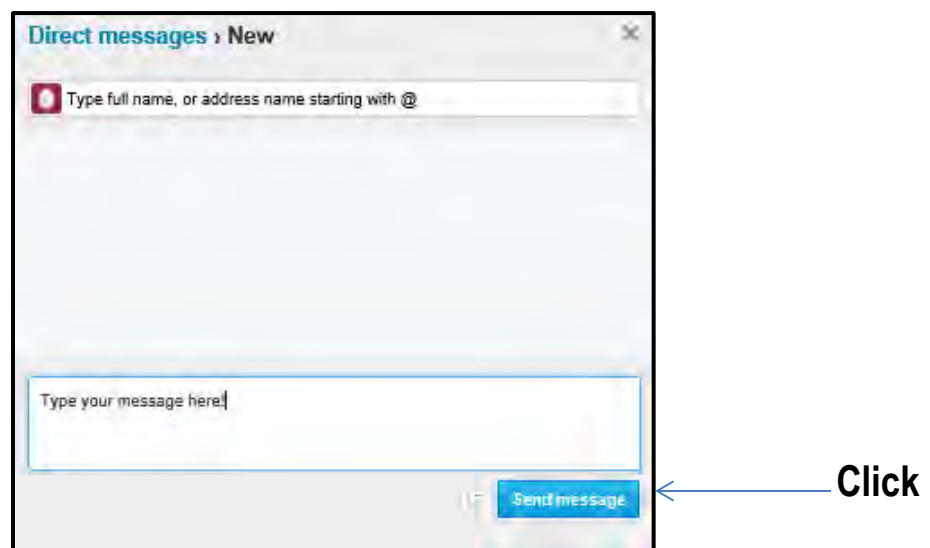 Direct messages › New
Type full name, or address name starting with @
Type your message here!
Send message
Click